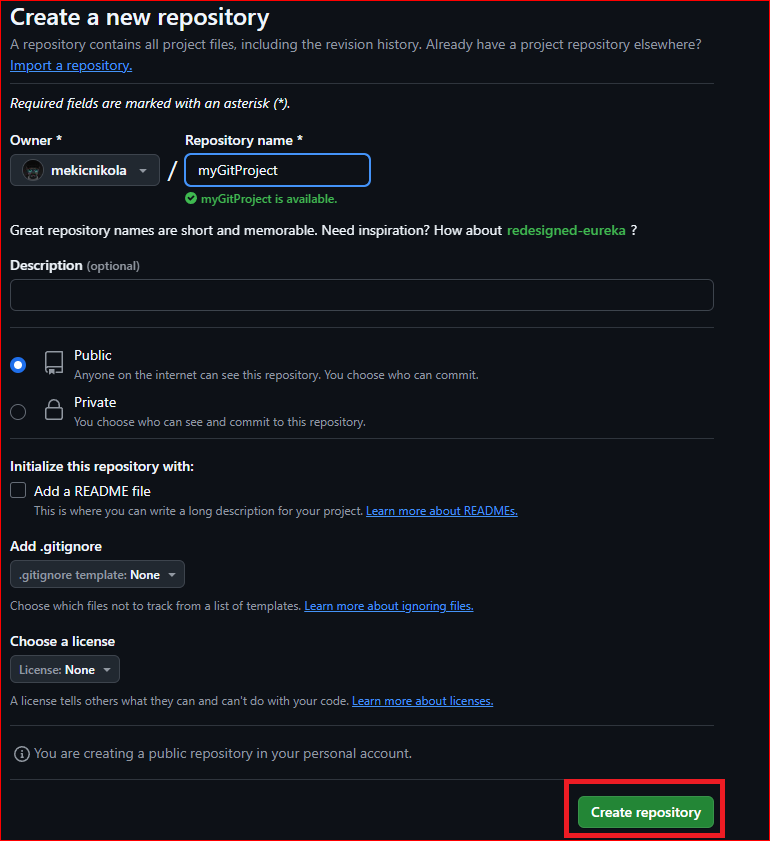 Create a new repository
A repository contains all project files, including the revision history. Already have a project repository elsewhere?
Import a repository.
Required fields are marked with an asterisk (*).
Owner * Repository name *
mekicnikola / myGitProject
myGitProject is available.
Great repository names are short and memorable. Need inspiration? How about redesigned-eureka ?
Description (optional)
Public
Anyone on the internet can see this repository. You choose who can commit.
Private
You choose who can see and commit to this repository.
Initialize this repository with:
Add a README file
This is where you can write a long description for your project. Learn more about READMEs.
Add .gitignore
.gitignore template: None
Choose which files not to track from a list of templates. Learn more about ignoring files.
Choose a license
License: None
A license tells others what they can and can't do with your code. Learn more about licenses.
You are creating a public repository in your personal account.
Create repository